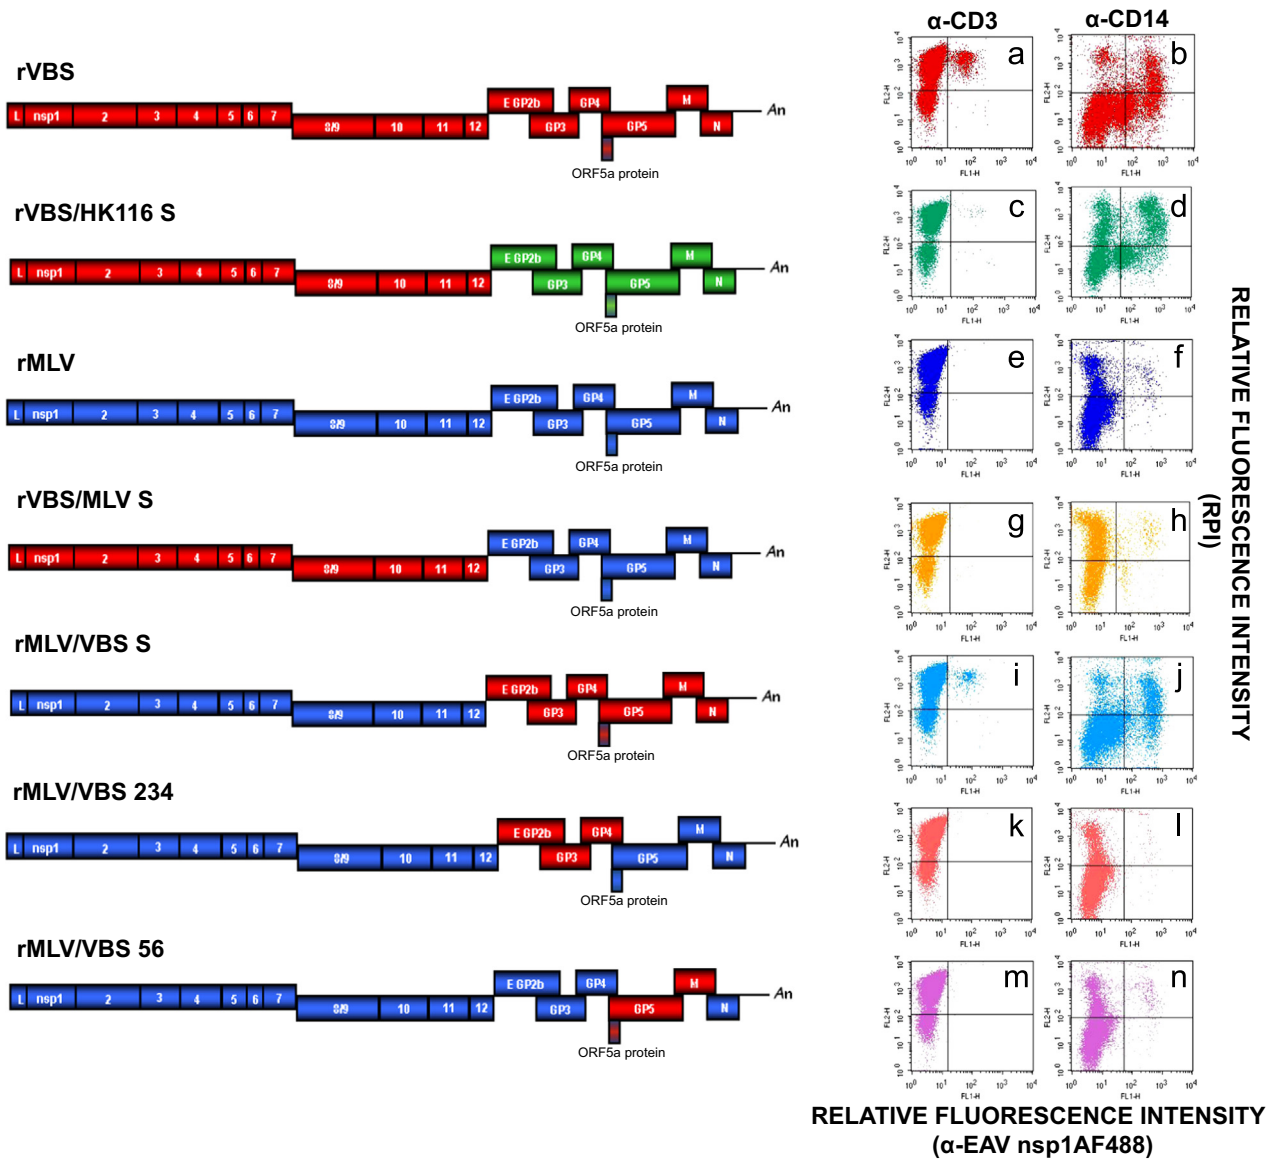 α-CD3 α-CD14
rVBS
L nsp1 2 3 4 5 6 7 8/9 10 11 12 E GP2b GP3 GP4 GP5 M N An
ORF5a protein
a b
rVBS/HK116 S
L nsp1 2 3 4 5 6 7 8/9 10 11 12 E GP2b GP3 GP4 GP5 M N An
ORF5a protein
c d
rMLV
L nsp1 2 3 4 5 6 7 8/9 10 11 12 E GP2b GP3 GP4 GP5 M N An
ORF5a protein
e f
rVBS/MLV S
L nsp1 2 3 4 5 6 7 8/9 10 11 12 E GP2b GP3 GP4 GP5 M N An
ORF5a protein
g h
rMLV/VBS S
L nsp1 2 3 4 5 6 7 8/9 10 11 12 E GP2b GP3 GP4 GP5 M N An
ORF5a protein
i j
rMLV/VBS 234
L nsp1 2 3 4 5 6 7 8/9 10 11 12 E GP2b GP3 GP4 GP5 M N An
ORF5a protein
k l
rMLV/VBS 56
L nsp1 2 3 4 5 6 7 8/9 10 11 12 E GP2b GP3 GP4 GP5 M N An
ORF5a protein
m n
FL2-H
10⁰ 10¹ 10² 10³ 10⁴
FL1-H
RELATIVE FLUORESCENCE INTENSITY
(RPI)
RELATIVE FLUORESCENCE INTENSITY
(α-EAV nsp1AF488)